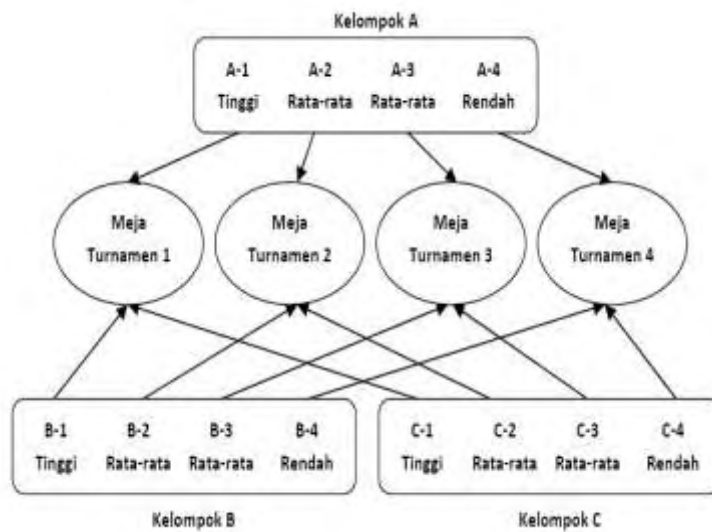 Kelompok A
A-1 A-2 A-3 A-4
Tinggi Rata-rata Rata-rata Rendah
Meja Meja Meja Meja
Turnamen 1 Turnamen 2 Turnamen 3 Turnamen 4
B-1 B-2 B-3 B-4 C-1 C-2 C-3 C-4
Tinggi Rata-rata Rata-rata Rendah Tinggi Rata-rata Rata-rata Rendah
Kelompok B Kelompok C